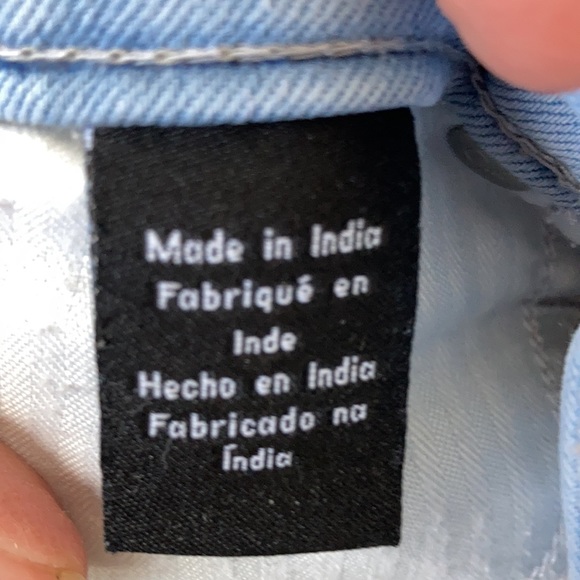 Made in India
Fabriqué en
Inde
Hecho en India
Fabricado na
Índia